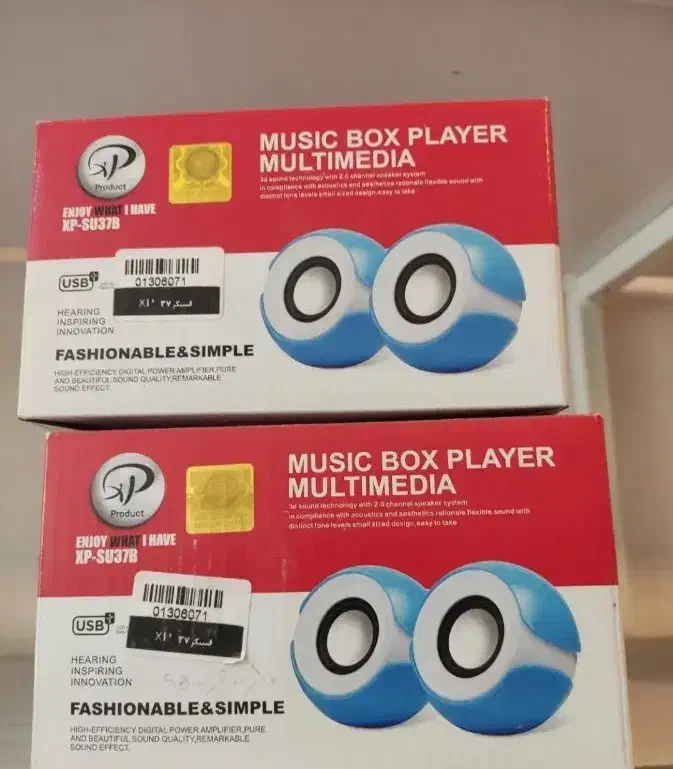 XP
Product
ENJOY WHAT I HAVE
XP-SU37B
MUSIC BOX PLAYER
MULTIMEDIA
3d sound technology with 2.0 channel speaker system
in compliance with acoustics and aesthetics rationale flexible sound with
distinct tone levels small sized design,easy to take
USB
01306071
HEARING
INSPIRING
INNOVATION
FASHIONABLE&SIMPLE
HIGH-EFFICIENCY DIGITAL POWER AMPLIFIER,PURE
AND BEAUTIFUL SOUND QUALITY,REMARKABLE
SOUND EFFECT.
XP
Product
ENJOY WHAT I HAVE
XP-SU37B
MUSIC BOX PLAYER
MULTIMEDIA
3d sound technology with 2.0 channel speaker system
in compliance with acoustics and aesthetics rationale flexible sound with
distinct tone levels small sized design,easy to take
USB
01306071
HEARING
INSPIRING
INNOVATION
FASHIONABLE&SIMPLE
HIGH-EFFICIENCY DIGITAL POWER AMPLIFIER,PURE
AND BEAUTIFUL SOUND QUALITY,REMARKABLE
SOUND EFFECT.